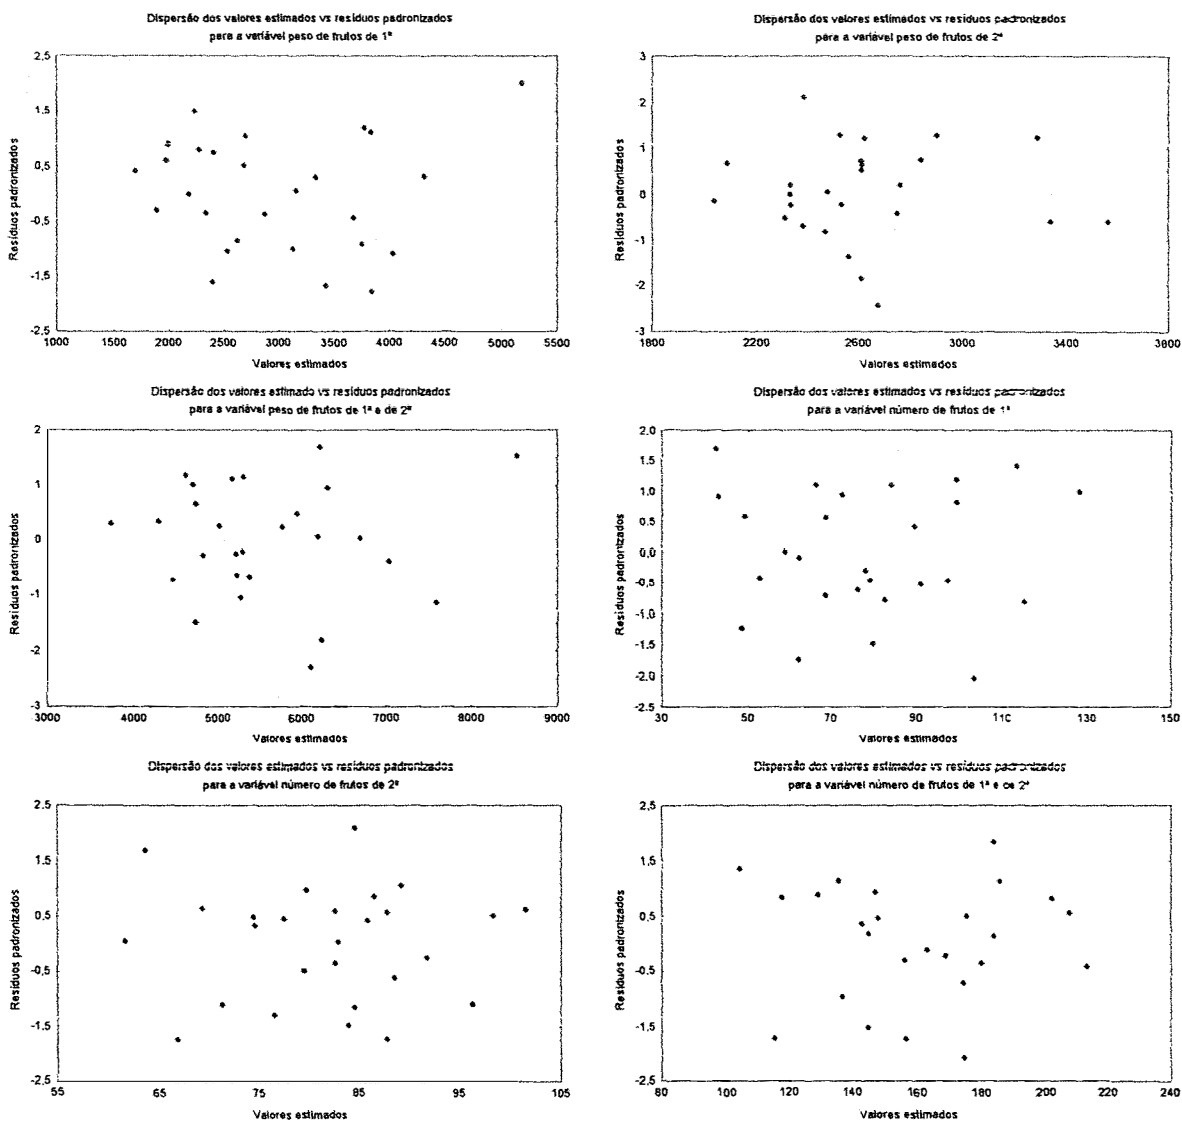 Dispersão dos valores estimados vs resíduos padronizados
para a variável peso de frutos de 1ª
2,5
1,5
0,5
-0,5
-1,5
-2,5
Resíduos padronizados
1000 1500 2000 2500 3000 3500 4000 4500 5000 5500
Valores estimados
Dispersão dos valores estimados vs resíduos padronizados
para a variável peso de frutos de 2ª
3
2
1
0
-1
-2
-3
Resíduos padronizados
1800 2200 2600 3000 3400 3800
Valores estimados
Dispersão dos valores estimado vs resíduos padronizados
para a variável peso de frutos de 1ª e de 2ª
2
1
0
-1
-2
-3
Resíduos padronizados
3000 4000 5000 6000 7000 8000 9000
Valores estimados
Dispersão dos valores estimados vs resíduos padronizados
para a variável número de frutos de 1ª
2,0
1,5
1,0
0,5
0,0
-0,5
-1,0
-1,5
-2,0
-2,5
Resíduos padronizados
30 50 70 90 110 130 150
Valores estimados
Dispersão dos valores estimados vs resíduos padronizados
para a variável número de frutos de 2ª
2,5
1,5
0,5
-0,5
-1,5
-2,5
Resíduos padronizados
55 65 75 85 95 105
Valores estimados
Dispersão dos valores estimados vs resíduos padronizados
para a variável número de frutos de 1ª e de 2ª
2,5
1,5
0,5
-0,5
-1,5
-2,5
Resíduos padronizados
80 100 120 140 160 180 200 220 240
Valores estimados